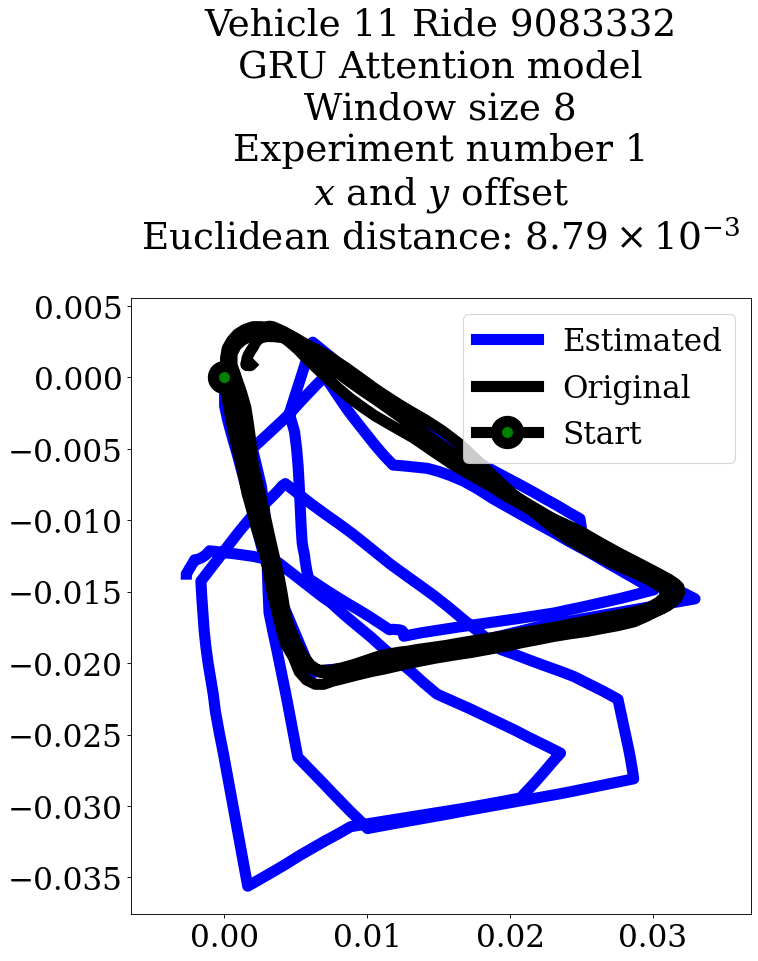 Vehicle 11 Ride 9083332
GRU Attention model
Window size 8
Experiment number 1
x and y offset
Euclidean distance: 8.79 × 10⁻³
0.005
0.000
−0.005
−0.010
−0.015
−0.020
−0.025
−0.030
−0.035
Estimated
Original
Start
0.00 0.01 0.02 0.03